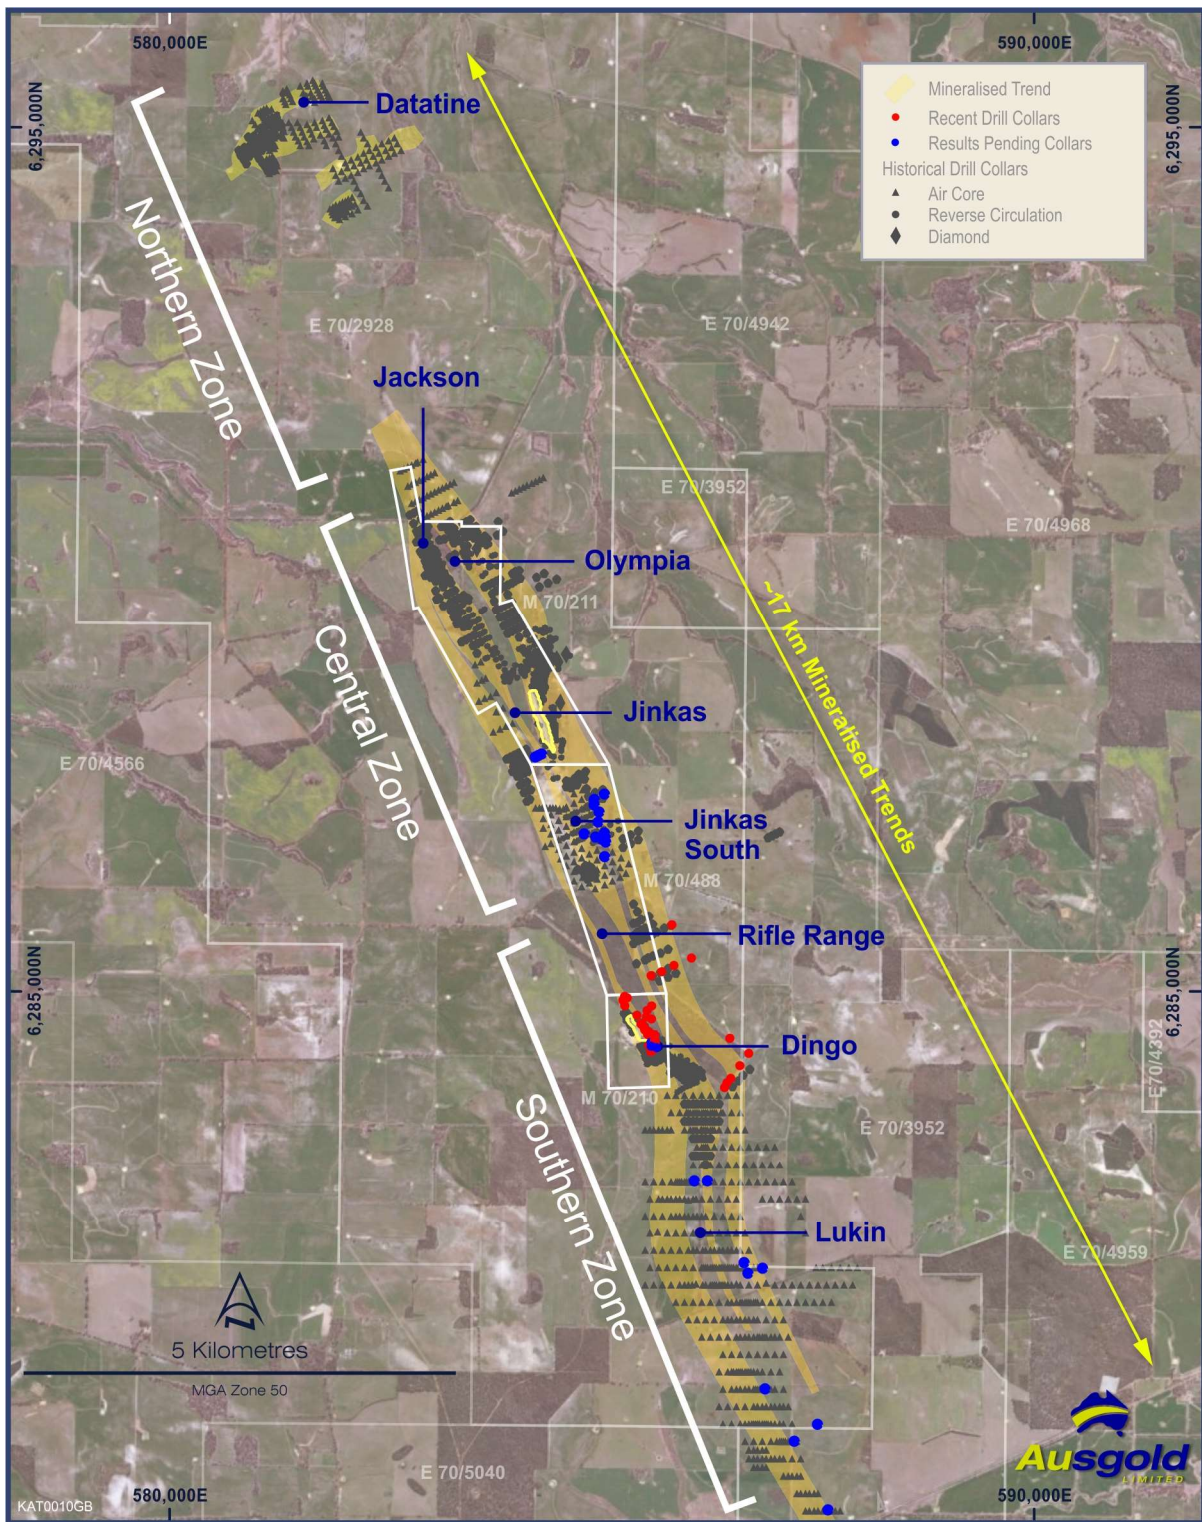 580,000E
590,000E
6,295,000N
6,295,000N
Mineralised Trend
Recent Drill Collars
Results Pending Collars
Historical Drill Collars
Air Core
Reverse Circulation
Diamond
Datatine
Northern Zone
E 70/2928
E 70/4942
Jackson
E 70/3952
E 70/4968
Olympia
M 70/211
~17 km Mineralised Trends
Central Zone
Jinkas
E 70/4566
Jinkas
South
M 70/488
Rifle Range
6,285,000N
6,285,000N
Dingo
E70/4392
M 70/210
E 70/3952
Southern Zone
Lukin
E 70/4959
5 Kilometres
MGA Zone 50
E 70/5040
Ausgold
LIMITED
KAT0010GB
580,000E
590,000E